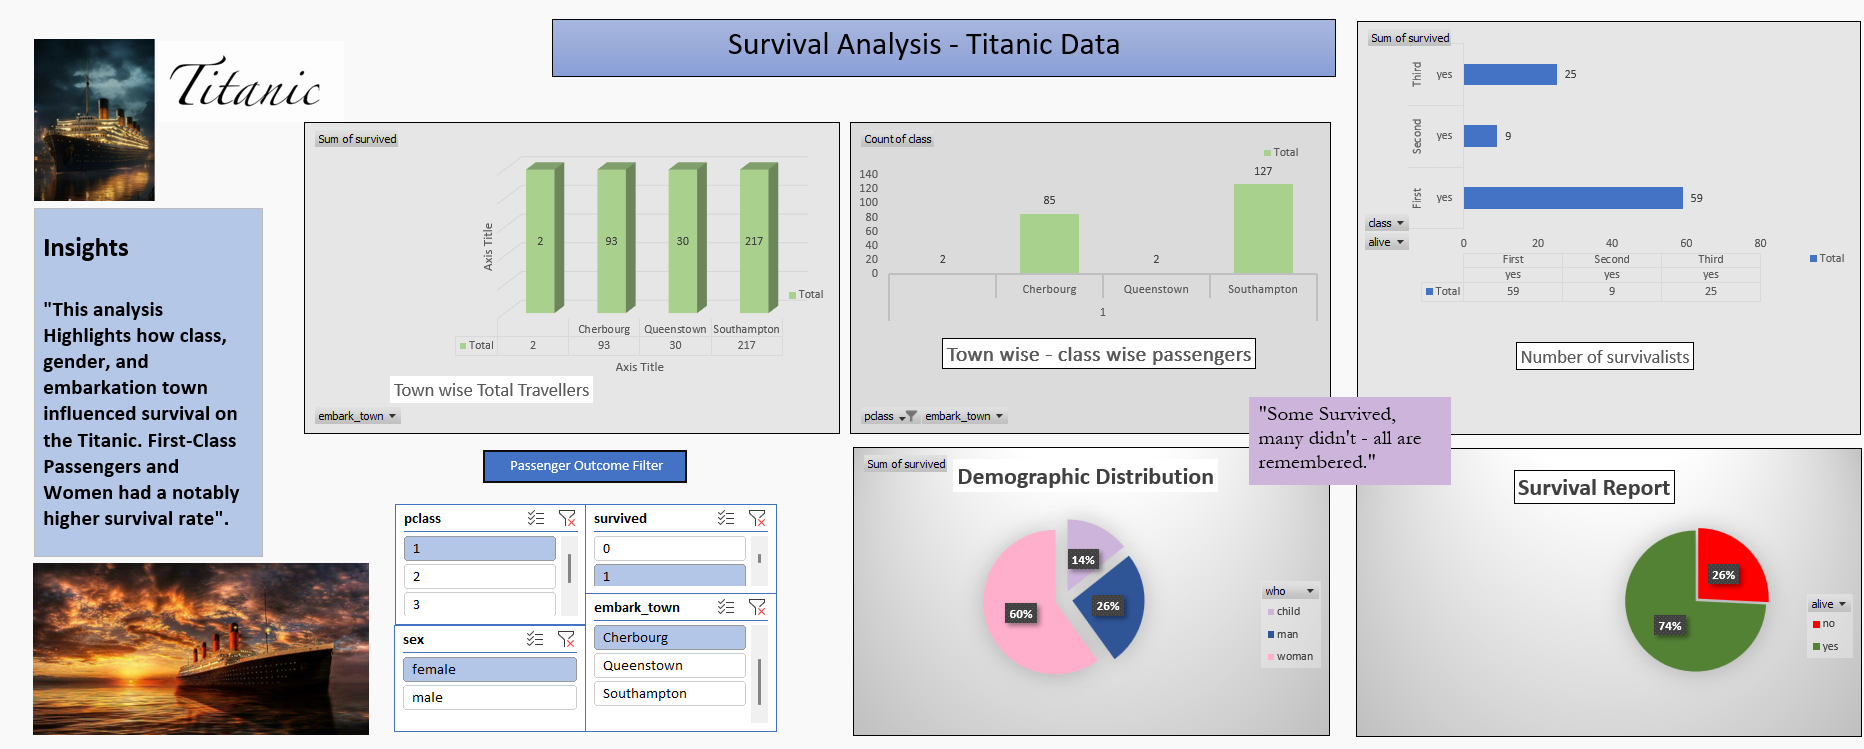 Titanic
Survival Analysis - Titanic Data
Insights
"This analysis
Highlights how class,
gender, and
embarkation town
influenced survival on
the Titanic. First-Class
Passengers and
Women had a notably
higher survival rate".
Sum of survived
Axis Title
2
93
30
217
Total
Cherbourg Queenstown Southampton
Total 2 93 30 217
Axis Title
Town wise Total Travellers
embark_town
Count of class
Total
140
120
100
80
60
40
20
0
2
85
2
127
Cherbourg Queenstown Southampton
1
Town wise - class wise passengers
pclass embark_town
Sum of survived
Third yes 25
Second yes 9
First yes 59
class
alive
0 20 40 60 80
First Second Third
yes yes yes
Total 59 9 25
Total
Number of survivalists
"Some Survived,
many didn't - all are
remembered."
Passenger Outcome Filter
pclass
1
2
3
survived
0
1
sex
female
male
embark_town
Cherbourg
Queenstown
Southampton
Sum of survived
Demographic Distribution
14%
26%
60%
who
child
man
woman
Survival Report
26%
74%
alive
no
yes